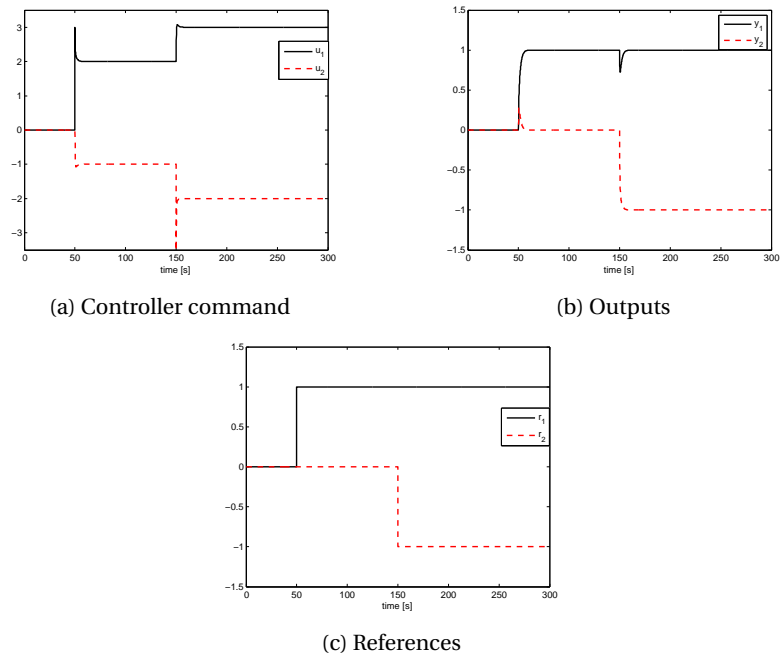 3
2
1
0
−1
−2
−3
0 50 100 150 200 250 300
time [s]
u1
u2
(a) Controller command
1.5
1
0.5
0
−0.5
−1
−1.5
0 50 100 150 200 250 300
time [s]
y1
y2
(b) Outputs
1.5
1
0.5
0
−0.5
−1
−1.5
0 50 100 150 200 250 300
time [s]
r1
r2
(c) References